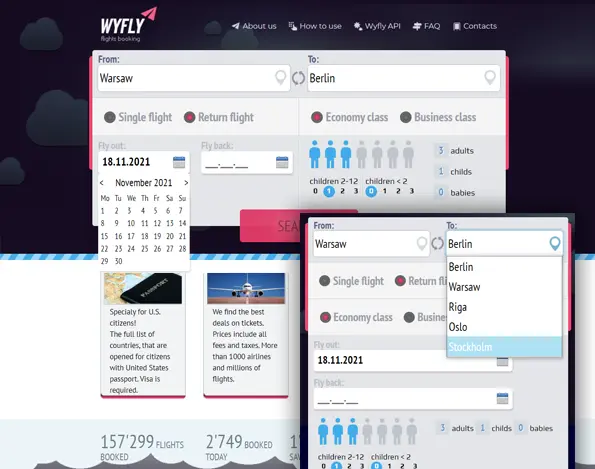 WYFLY
flights booking
About us
How to use
Wyfly API
FAQ
Contacts
From:
To:
Warsaw
Berlin
Single flight
Return flight
Economy class
Business class
Fly out:
Fly back:
18.11.2021
__.__.__
3 adults
1 childs
0 babies
children 2-12
children < 2
0 1 2 3
0 1 2 3
< November 2021 >
Mo Tu We Th Fr Sa Su
1 2 3 4 5 6 7
8 9 10 11 12 13 14
15 16 17 18 19 20 21
22 23 24 25 26 27 28
29 30
SEA
PASSPORT
Specialy for U.S.
citizens!
The full list of
countries, that are
opened for citizens
with United States
passport. Visa is
required.
We find the best
deals on tickets.
Prices include all
fees and taxes. More
than 1000 airlines
and millions of
flights.
157'299 FLIGHTS
BOOKED
2'749 BOOKED
TODAY
From:
To:
Warsaw
Berlin
Berlin
Warsaw
Riga
Oslo
Stockholm
Single flight
Return fli
Economy class
Busine
Fly out:
18.11.2021
Fly back:
__.__.__
3 adults 1 childs 0 babies
children 2-12
children < 2
0 1 2 3
0 1 2 3